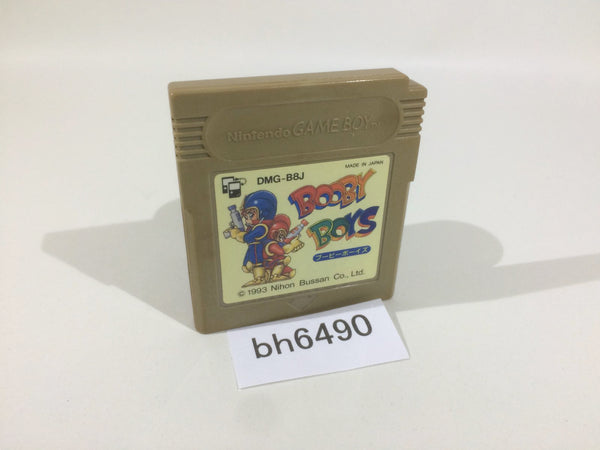 Nintendo GAME BOY TM
MADE IN JAPAN
DMG-B8J
BOOBY
BOYS
ブービーボーイズ
© 1993 Nihon Bussan Co., Ltd.
bh6490